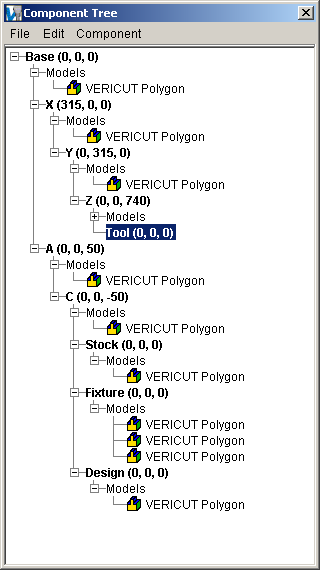 Component Tree
File Edit Component
Base (0, 0, 0)
Models
VERICUT Polygon
X (315, 0, 0)
Models
VERICUT Polygon
Y (0, 315, 0)
Models
VERICUT Polygon
Z (0, 0, 740)
Models
Tool (0, 0, 0)
A (0, 0, 50)
Models
VERICUT Polygon
C (0, 0, -50)
Models
VERICUT Polygon
Stock (0, 0, 0)
Models
VERICUT Polygon
Fixture (0, 0, 0)
Models
VERICUT Polygon
VERICUT Polygon
VERICUT Polygon
Design (0, 0, 0)
Models
VERICUT Polygon